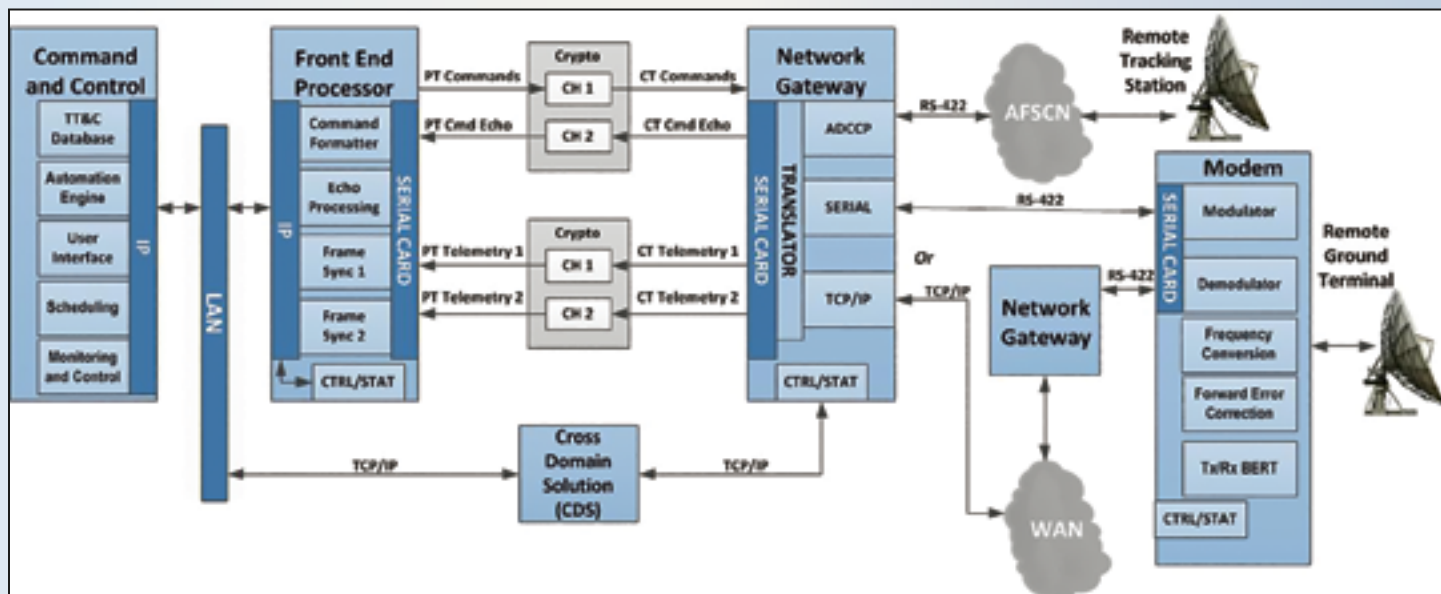 Command
and Control
TT&C
Database
Automation
Engine
User
Interface
Scheduling
Monitoring
and Control
IP
LAN
Front End
Processor
IP
Command
Formatter
Echo
Processing
Frame
Sync 1
Frame
Sync 2
SERIAL CARD
CTRL/STAT
PT Commands
PT Cmd Echo
Crypto
CH 1
CH 2
CT Commands
CT Cmd Echo
PT Telemetry 1
PT Telemetry 2
Crypto
CH 1
CH 2
CT Telemetry 1
CT Telemetry 2
TCP/IP
Cross
Domain
Solution
(CDS)
TCP/IP
Network
Gateway
SERIAL CARD
TRANSLATOR
ADCCP
SERIAL
TCP/IP
CTRL/STAT
RS-422
AFSCN
Remote
Tracking
Station
RS-422
Or
TCP/IP
Network
Gateway
RS-422
WAN
Modem
SERIAL CARD
Modulator
Demodulator
Frequency
Conversion
Forward Error
Correction
Tx/Rx BERT
CTRL/STAT
Remote
Ground
Terminal